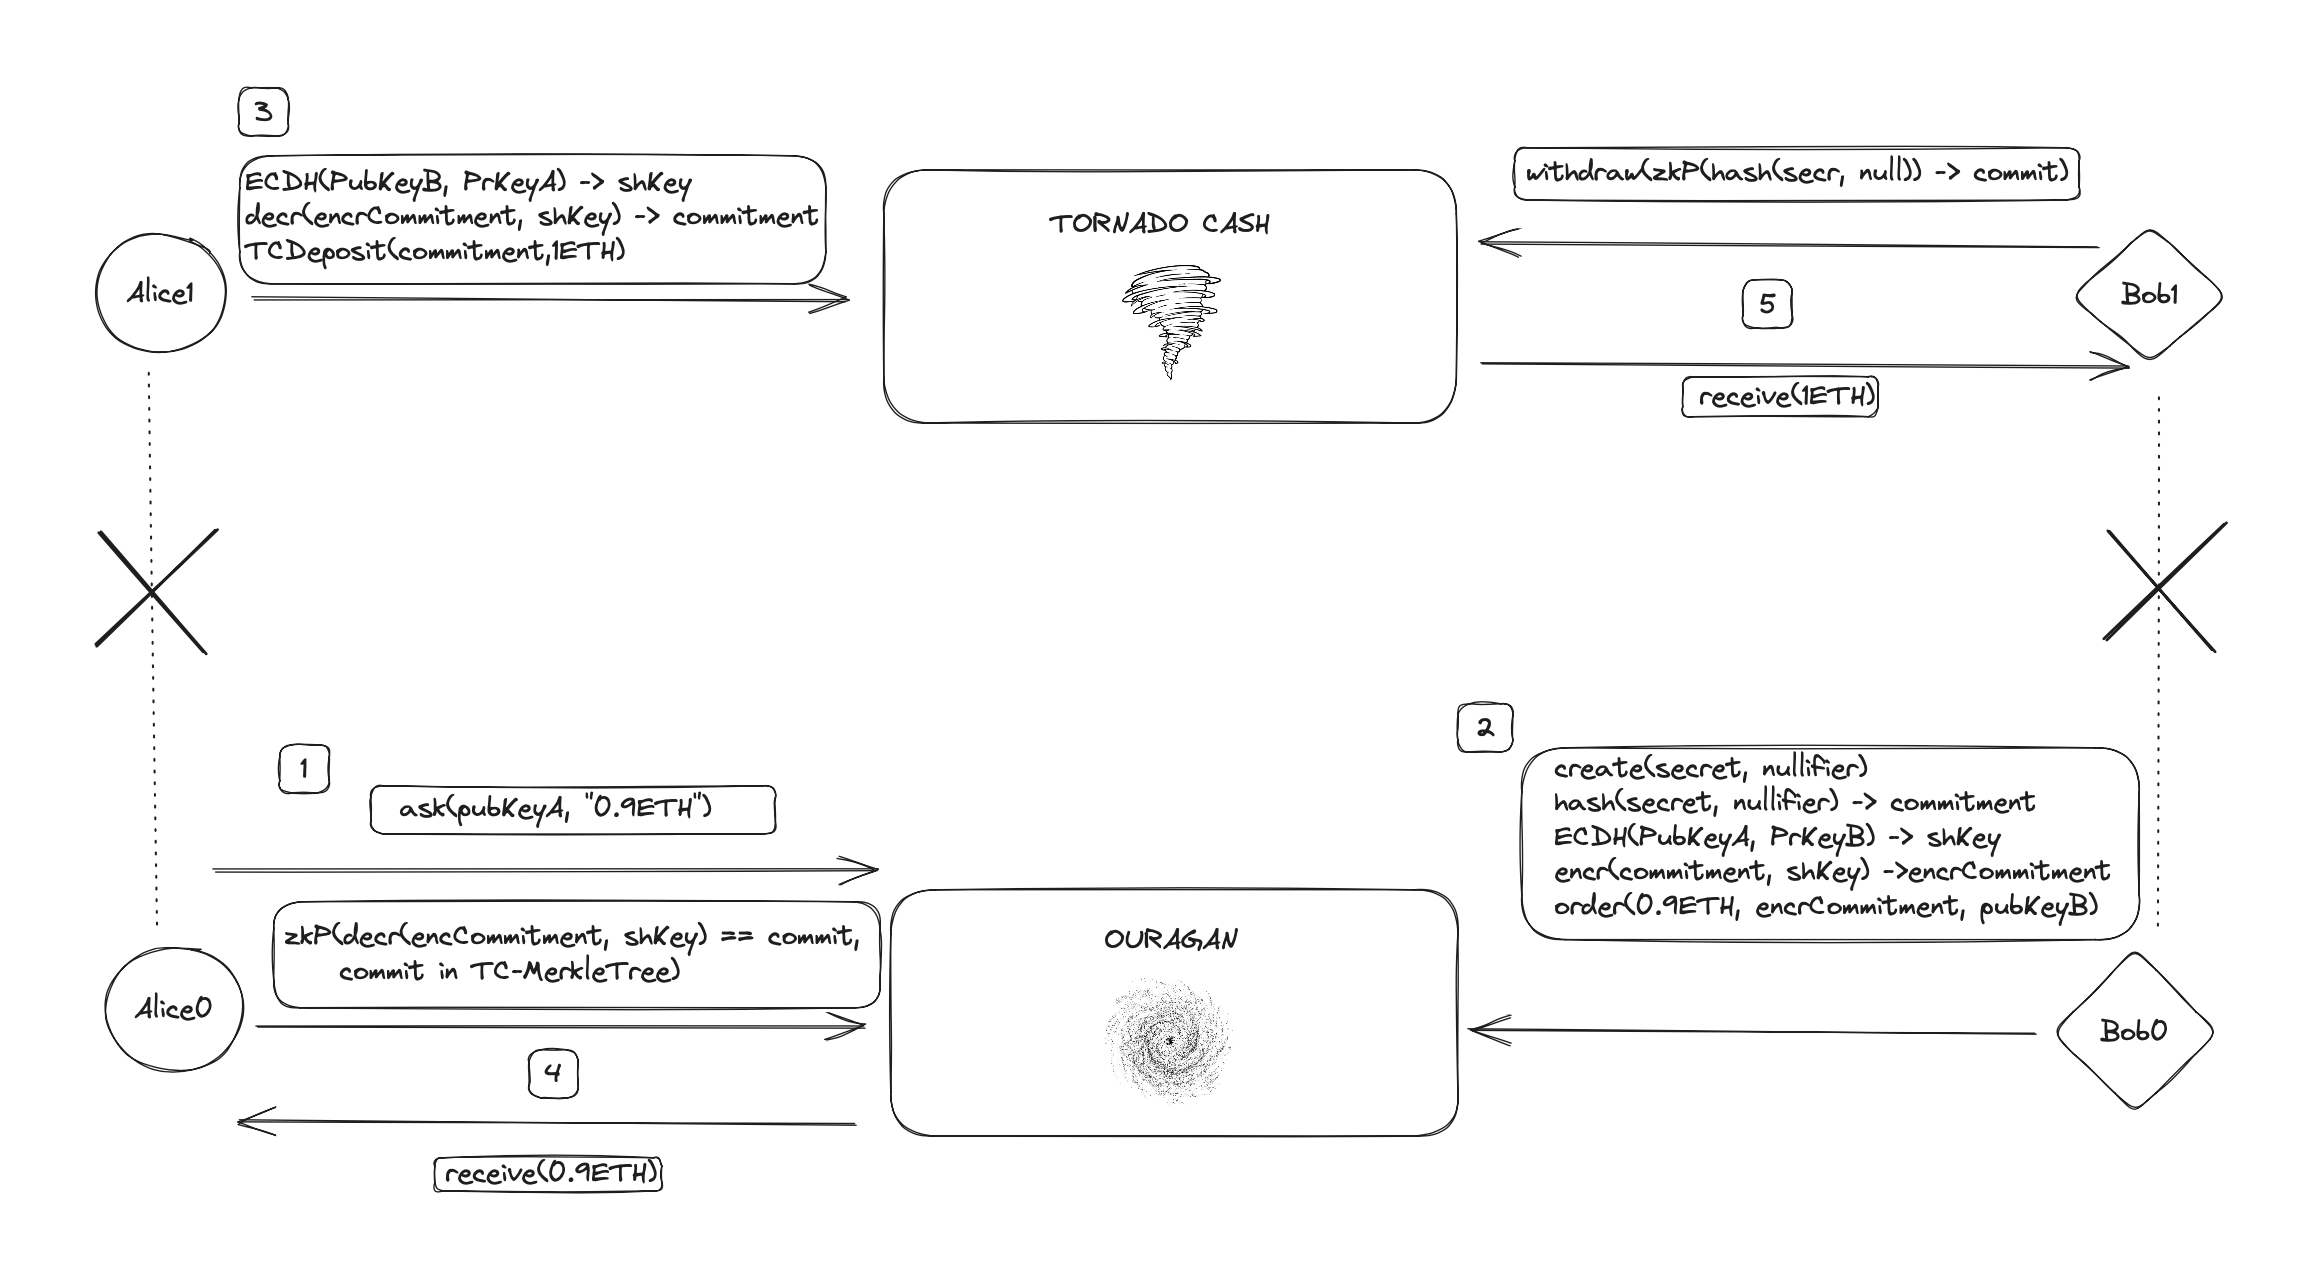 3
ECDH(PubKeyB, PrKeyA) -> shKey
decr(encrCommitment, shKey) -> commitment
TCDeposit(commitment,1ETH)
Alice1
TORNADO CASH
withdraw(zkP(hash(secr, null)) -> commit)
5
Bob1
receive(1ETH)
1
ask(pubKeyA, "0.9ETH")
2
create(secret, nullifier)
hash(secret, nullifier) -> commitment
ECDH(PubKeyA, PrKeyB) -> shKey
encr(commitment, shKey) ->encrCommitment
order(0.9ETH, encrCommitment, pubKeyB)
zkP(decr(encCommitment, shKey) == commit,
commit in TC-MerkleTree)
Alice0
OURAGAN
Bob0
4
receive(0.9ETH)